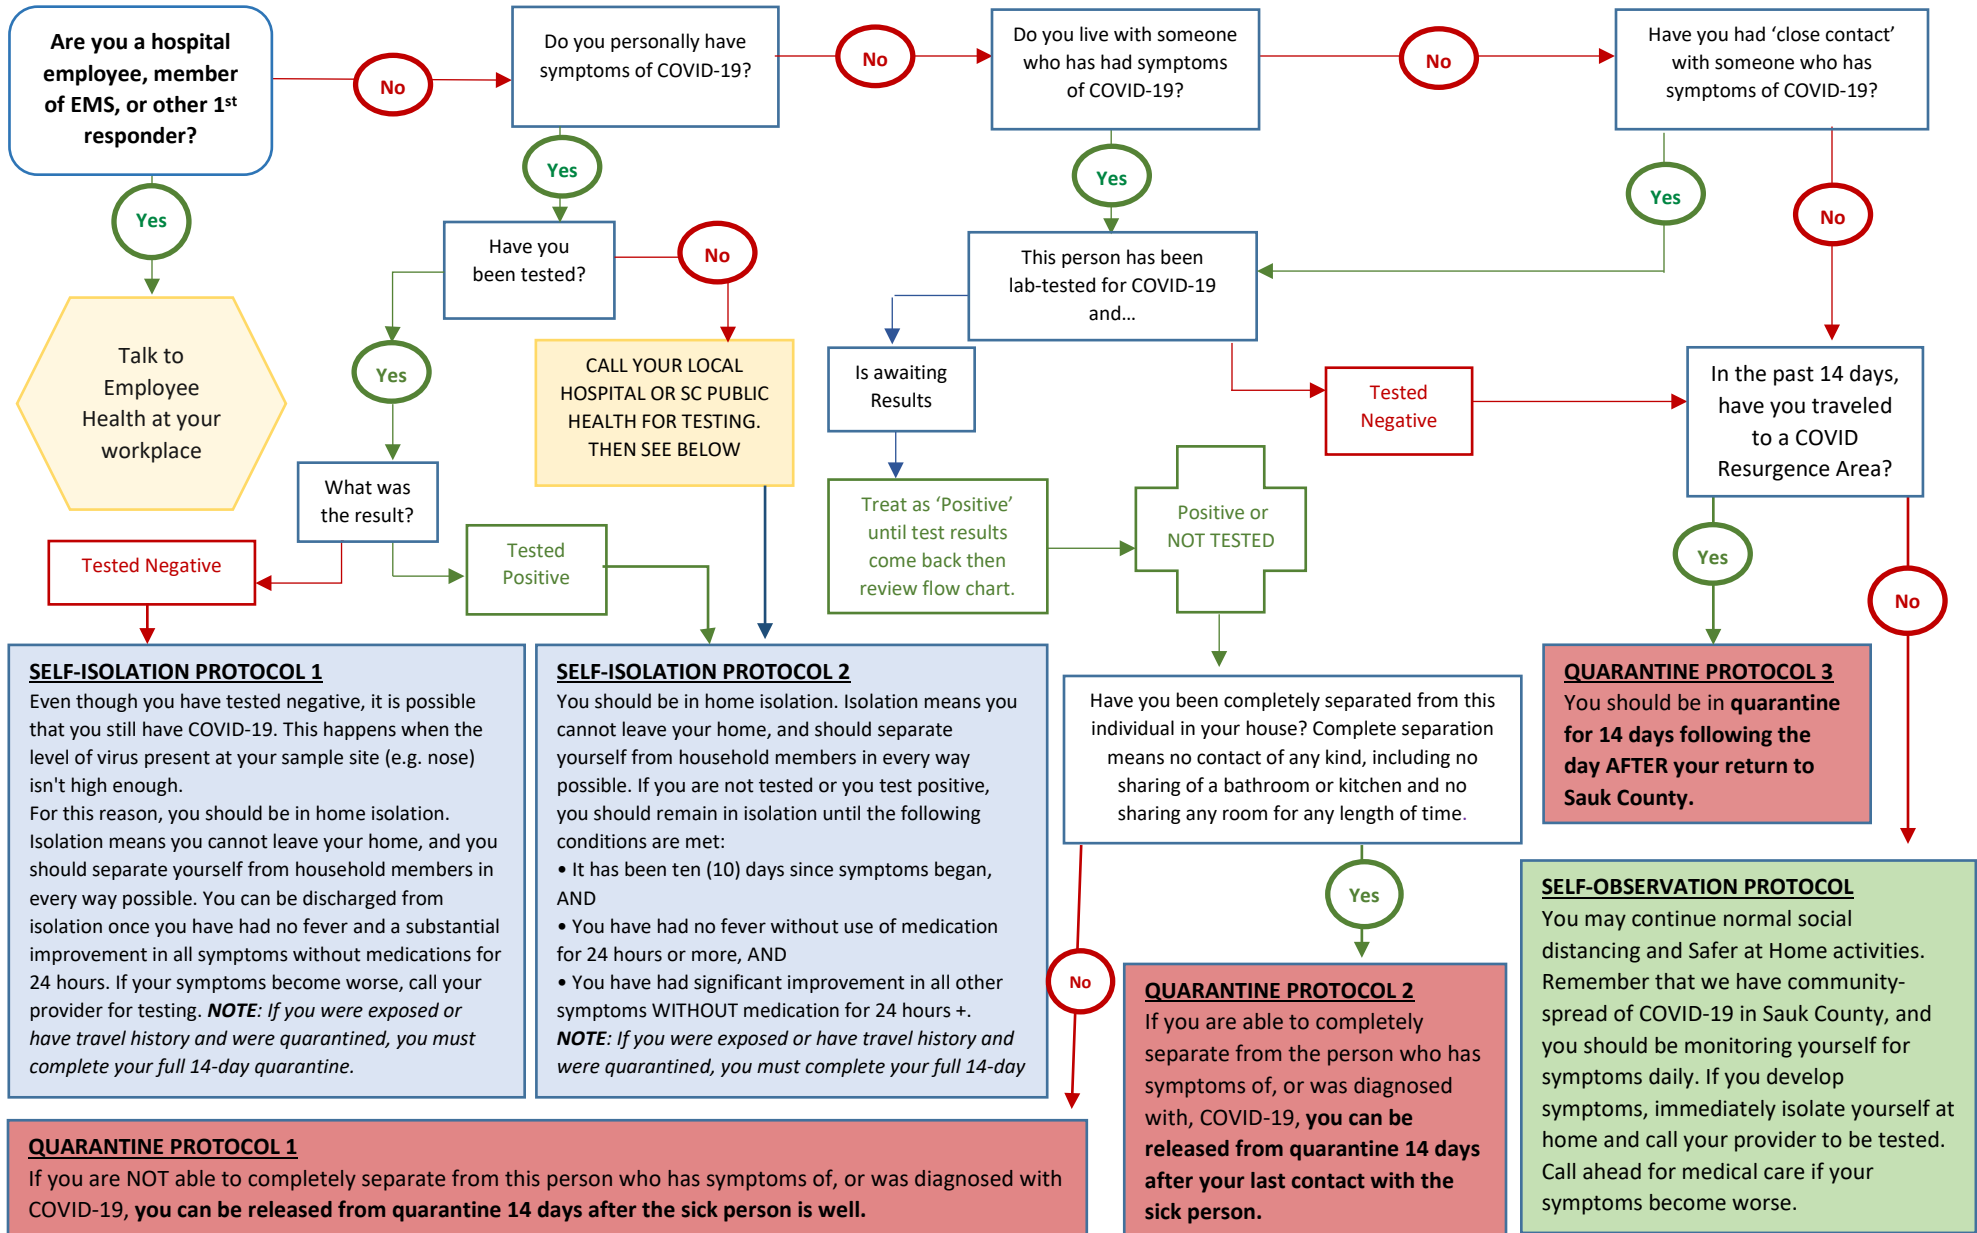 Are you a hospital
employee, member
of EMS, or other 1st
responder?
No
Do you personally have
symptoms of COVID-19?
No
Do you live with someone
who has had symptoms
of COVID-19?
No
Have you had ‘close contact’
with someone who has
symptoms of COVID-19?
Yes
Yes
Yes
Yes
No
Talk to
Employee
Health at your
workplace
Have you
been tested?
No
Yes
CALL YOUR LOCAL
HOSPITAL OR SC PUBLIC
HEALTH FOR TESTING.
THEN SEE BELOW
What was
the result?
Tested Negative
Tested
Positive
This person has been
lab-tested for COVID-19
and…
Is awaiting
Results
Tested
Negative
Treat as ‘Positive’
until test results
come back then
review flow chart.
Positive or
NOT TESTED
In the past 14 days,
have you traveled
to a COVID
Resurgence Area?
Yes
No
SELF-ISOLATION PROTOCOL 1
Even though you have tested negative, it is possible
that you still have COVID-19. This happens when the
level of virus present at your sample site (e.g. nose)
isn't high enough.
For this reason, you should be in home isolation.
Isolation means you cannot leave your home, and you
should separate yourself from household members in
every way possible. You can be discharged from
isolation once you have had no fever and a substantial
improvement in all symptoms without medications for
24 hours. If your symptoms become worse, call your
provider for testing. NOTE: If you were exposed or
have travel history and were quarantined, you must
complete your full 14-day quarantine.
SELF-ISOLATION PROTOCOL 2
You should be in home isolation. Isolation means you
cannot leave your home, and should separate
yourself from household members in every way
possible. If you are not tested or you test positive,
you should remain in isolation until the following
conditions are met:
• It has been ten (10) days since symptoms began,
AND
• You have had no fever without use of medication
for 24 hours or more, AND
• You have had significant improvement in all other
symptoms WITHOUT medication for 24 hours +.
NOTE: If you were exposed or have travel history and
were quarantined, you must complete your full 14-day
Have you been completely separated from this
individual in your house? Complete separation
means no contact of any kind, including no
sharing of a bathroom or kitchen and no
sharing any room for any length of time.
No
Yes
QUARANTINE PROTOCOL 3
You should be in quarantine
for 14 days following the
day AFTER your return to
Sauk County.
QUARANTINE PROTOCOL 2
If you are able to completely
separate from the person who has
symptoms of, or was diagnosed
with, COVID-19, you can be
released from quarantine 14 days
after your last contact with the
sick person.
SELF-OBSERVATION PROTOCOL
You may continue normal social
distancing and Safer at Home activities.
Remember that we have community-
spread of COVID-19 in Sauk County, and
you should be monitoring yourself for
symptoms daily. If you develop
symptoms, immediately isolate yourself at
home and call your provider to be tested.
Call ahead for medical care if your
symptoms become worse.
QUARANTINE PROTOCOL 1
If you are NOT able to completely separate from this person who has symptoms of, or was diagnosed with
COVID-19, you can be released from quarantine 14 days after the sick person is well.